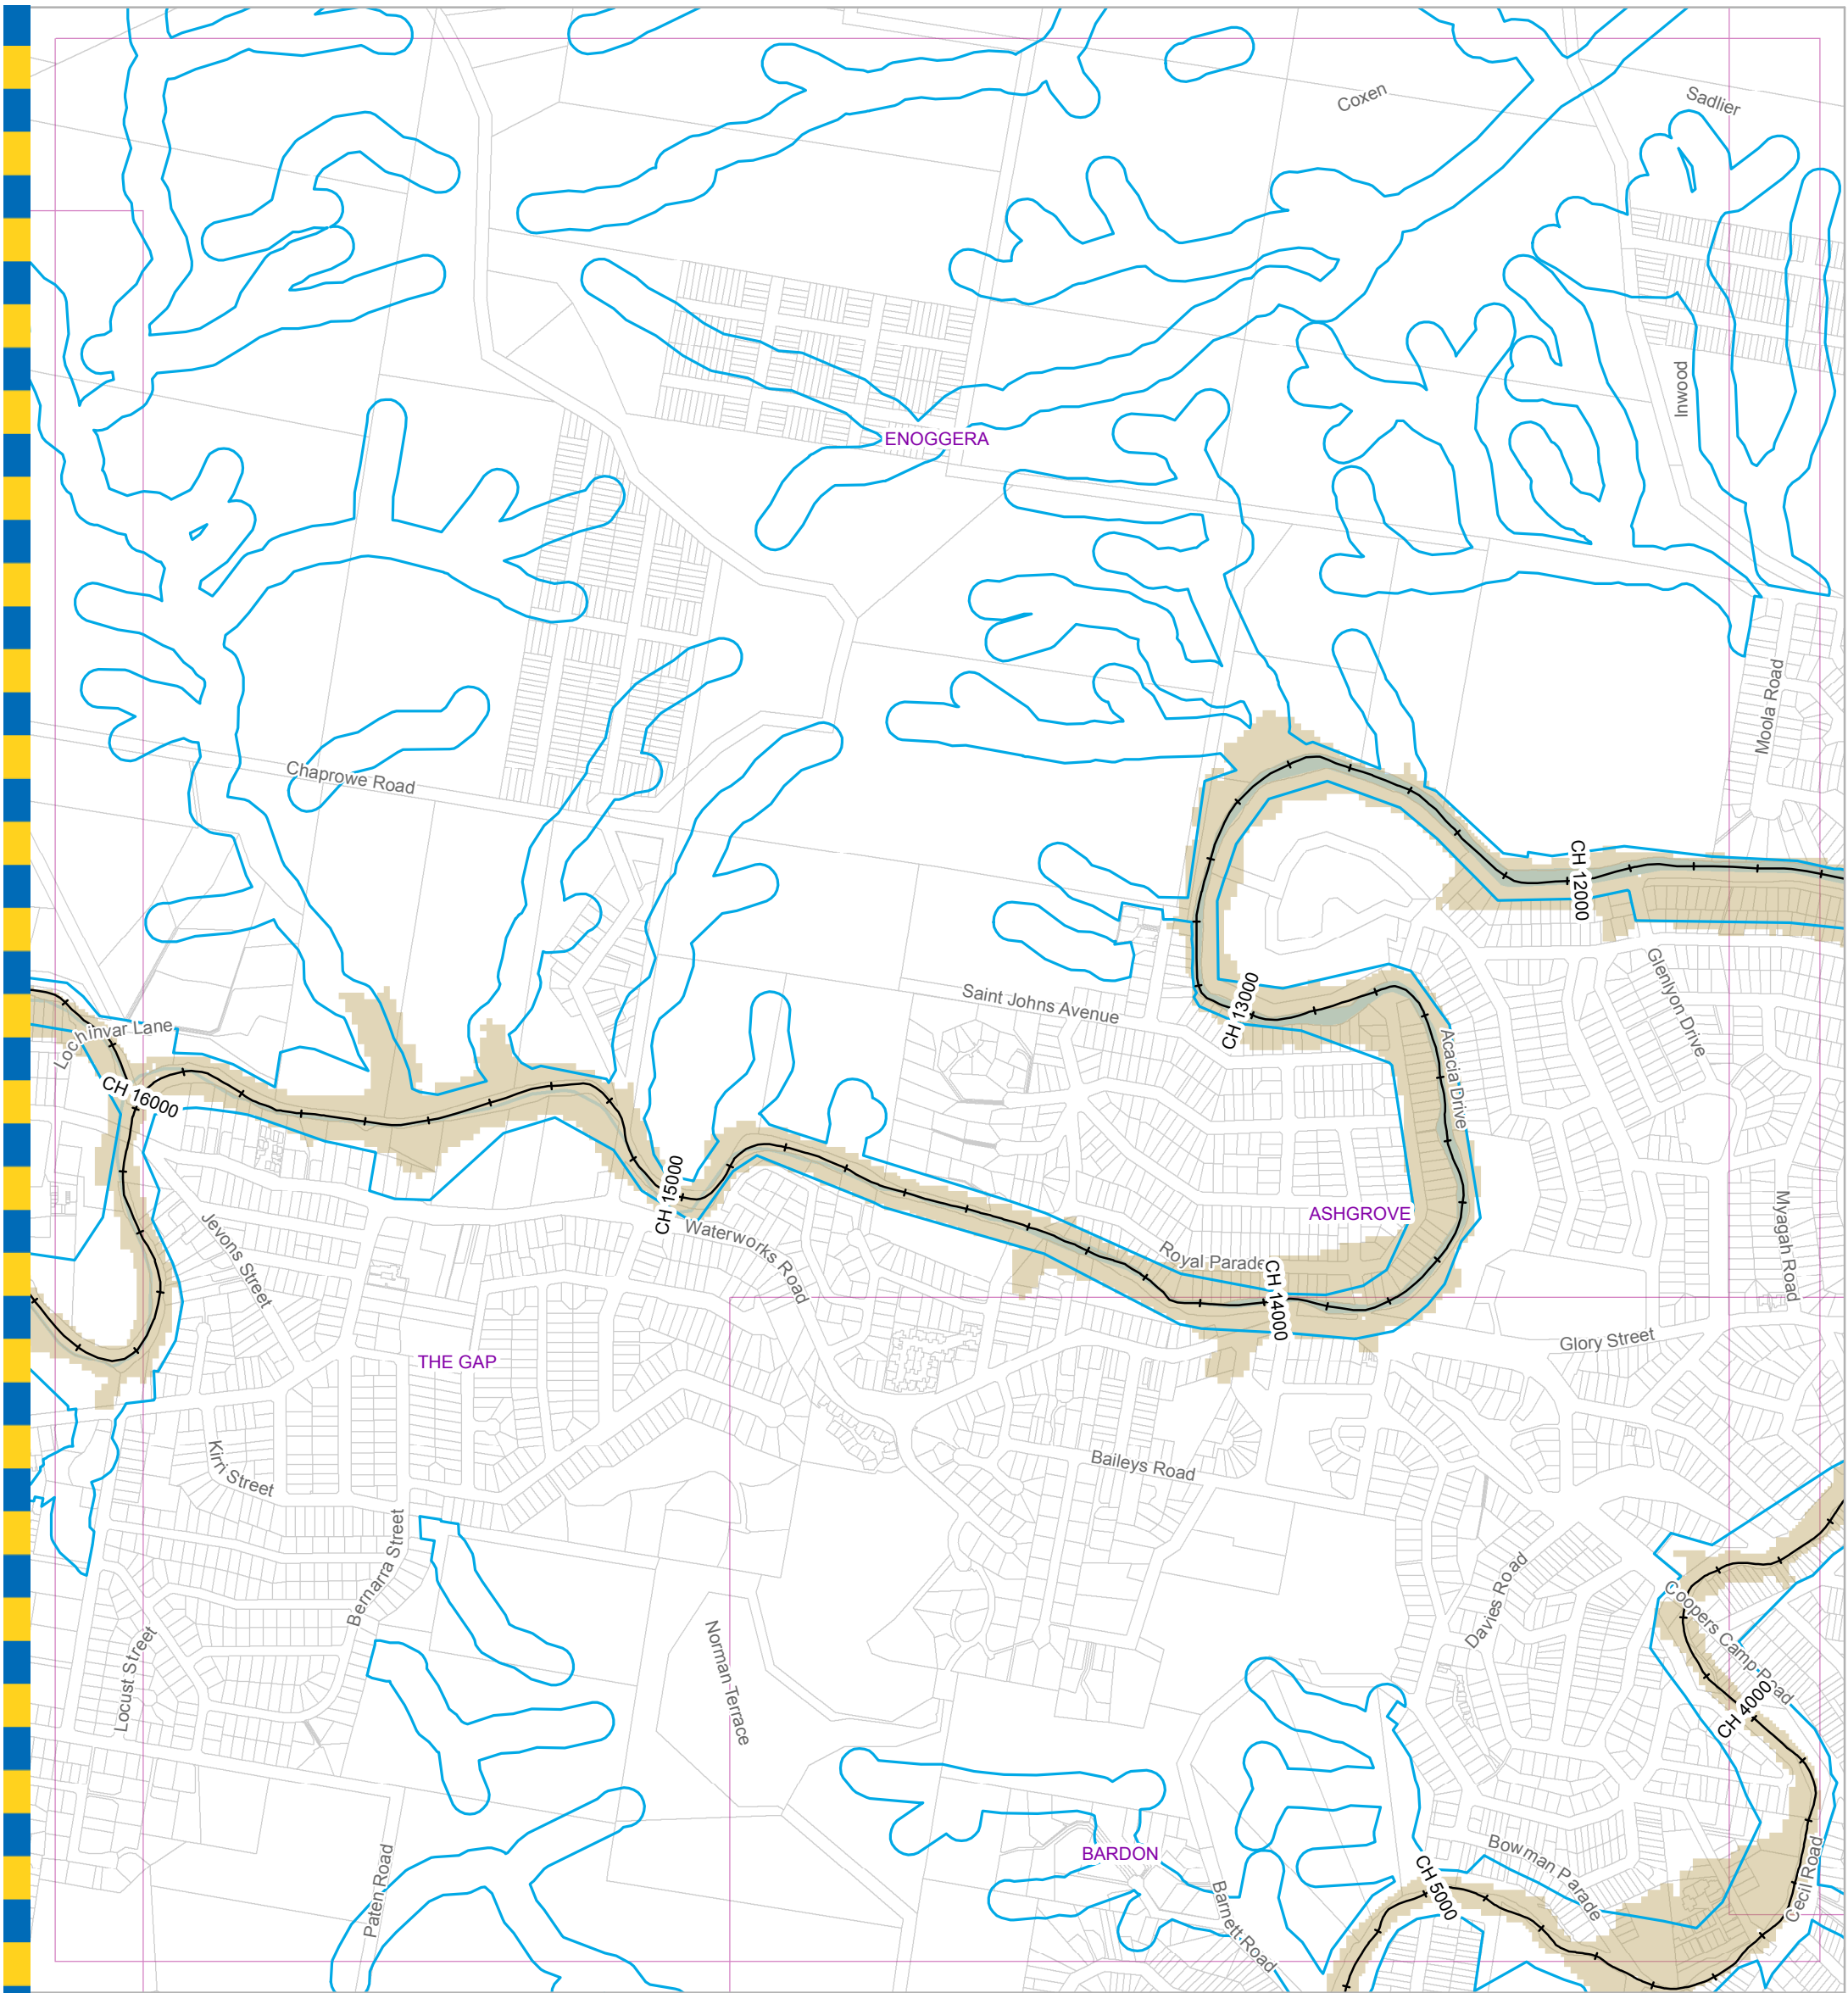 Coxen
Sadlier
Inwood
ENOGGERA
Moola Road
Chaprowe Road
CH 12000
Glenlyon Drive
Saint Johns Avenue
CH 13000
Lochinvar Lane
Acacia Drive
CH 16000
CH 15000
Myagah Road
ASHGROVE
Jevons Street
Waterworks Road
Royal Parade
CH 14000
Glory Street
THE GAP
Baileys Road
Kirri Street
Bernarra Street
Davies Road
Coopers Camp Road
Locust Street
Norman Terrace
CH 4000
BARDON
Bowman Parade
Cecil Road
Paten Road
CH 5000
Barnett Road